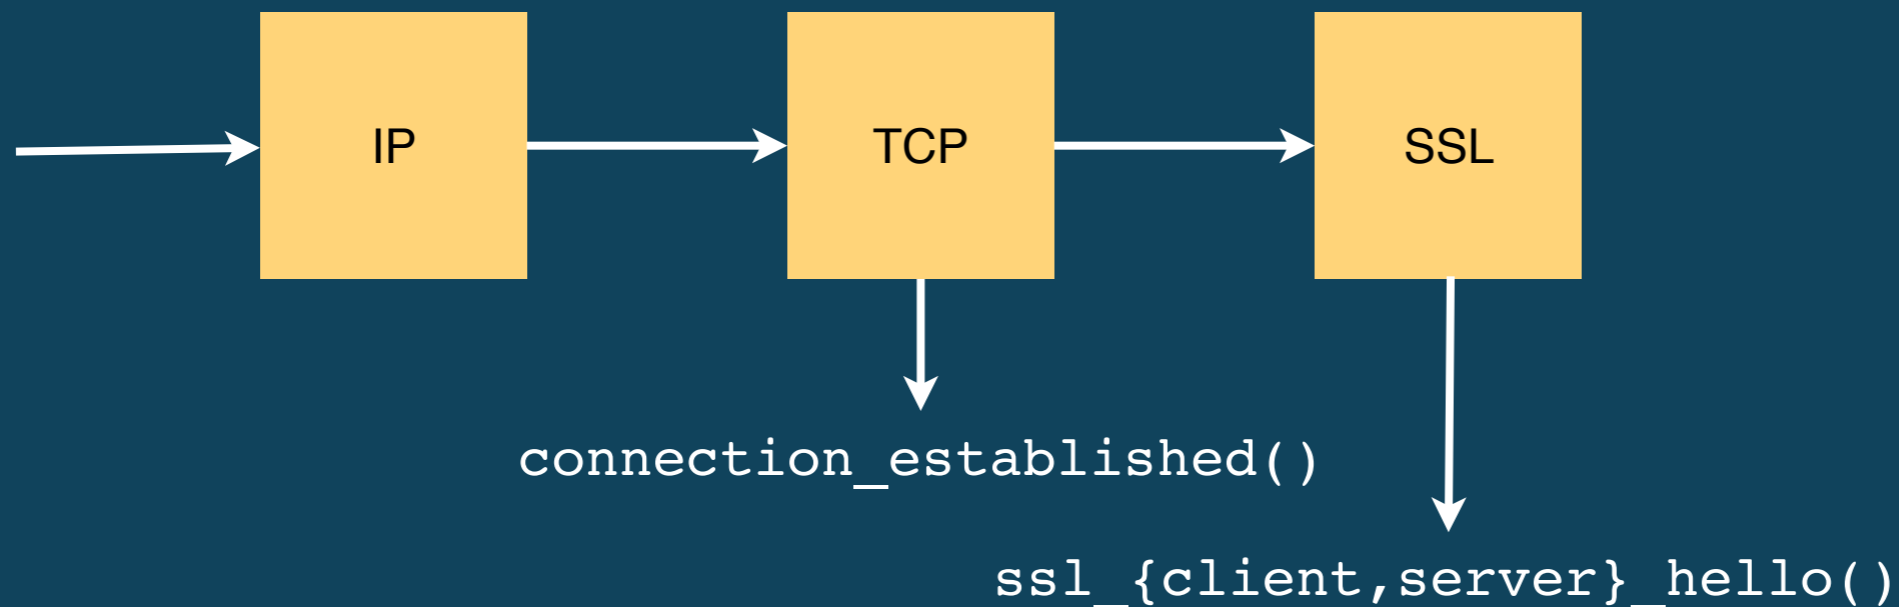 IP
TCP
SSL
connection_established()
ssl_{client,server}_hello()